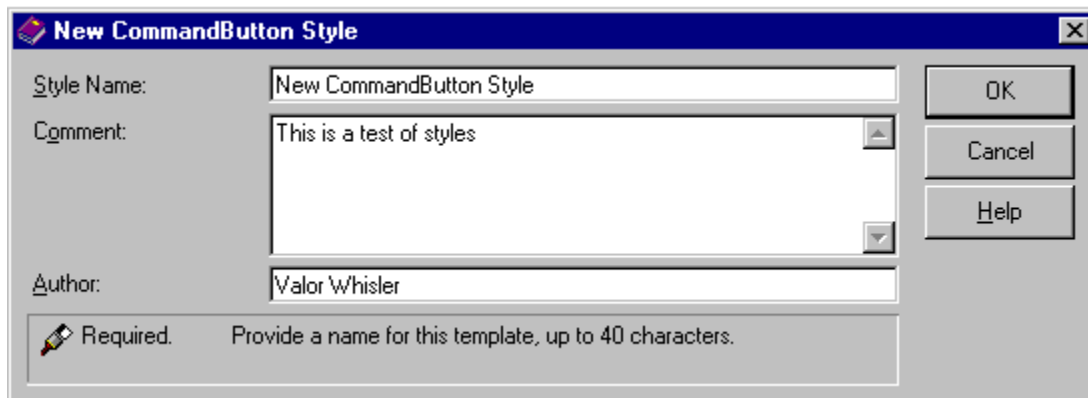 New CommandButton Style
Style Name: New CommandButton Style
OK
Comment: This is a test of styles
Cancel
Help
Author: Valor Whisler
Required. Provide a name for this template, up to 40 characters.